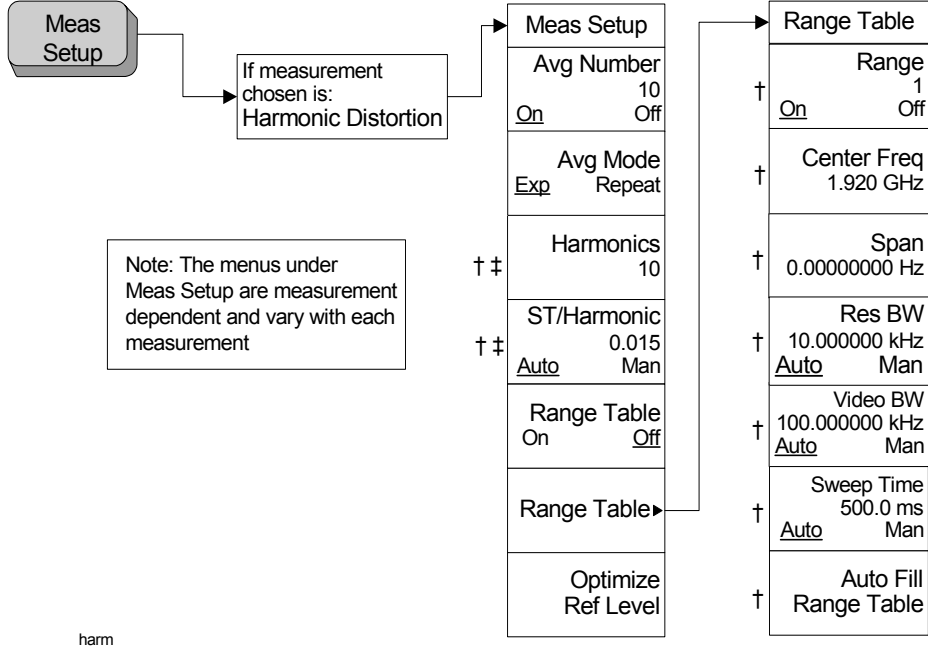 Meas
Setup
If measurement
chosen is:
Harmonic Distortion
Note: The menus under
Meas Setup are measurement
dependent and vary with each
measurement
Meas Setup
Avg Number
10
On Off
Avg Mode
Exp Repeat
† ‡
Harmonics
10
† ‡
ST/Harmonic
0.015
Auto Man
Range Table
On Off
Range Table
Optimize
Ref Level
Range Table
†
Range
1
On Off
†
Center Freq
1.920 GHz
†
Span
0.00000000 Hz
†
Res BW
10.000000 kHz
Auto Man
†
Video BW
100.000000 kHz
Auto Man
†
Sweep Time
500.0 ms
Auto Man
†
Auto Fill
Range Table
harm